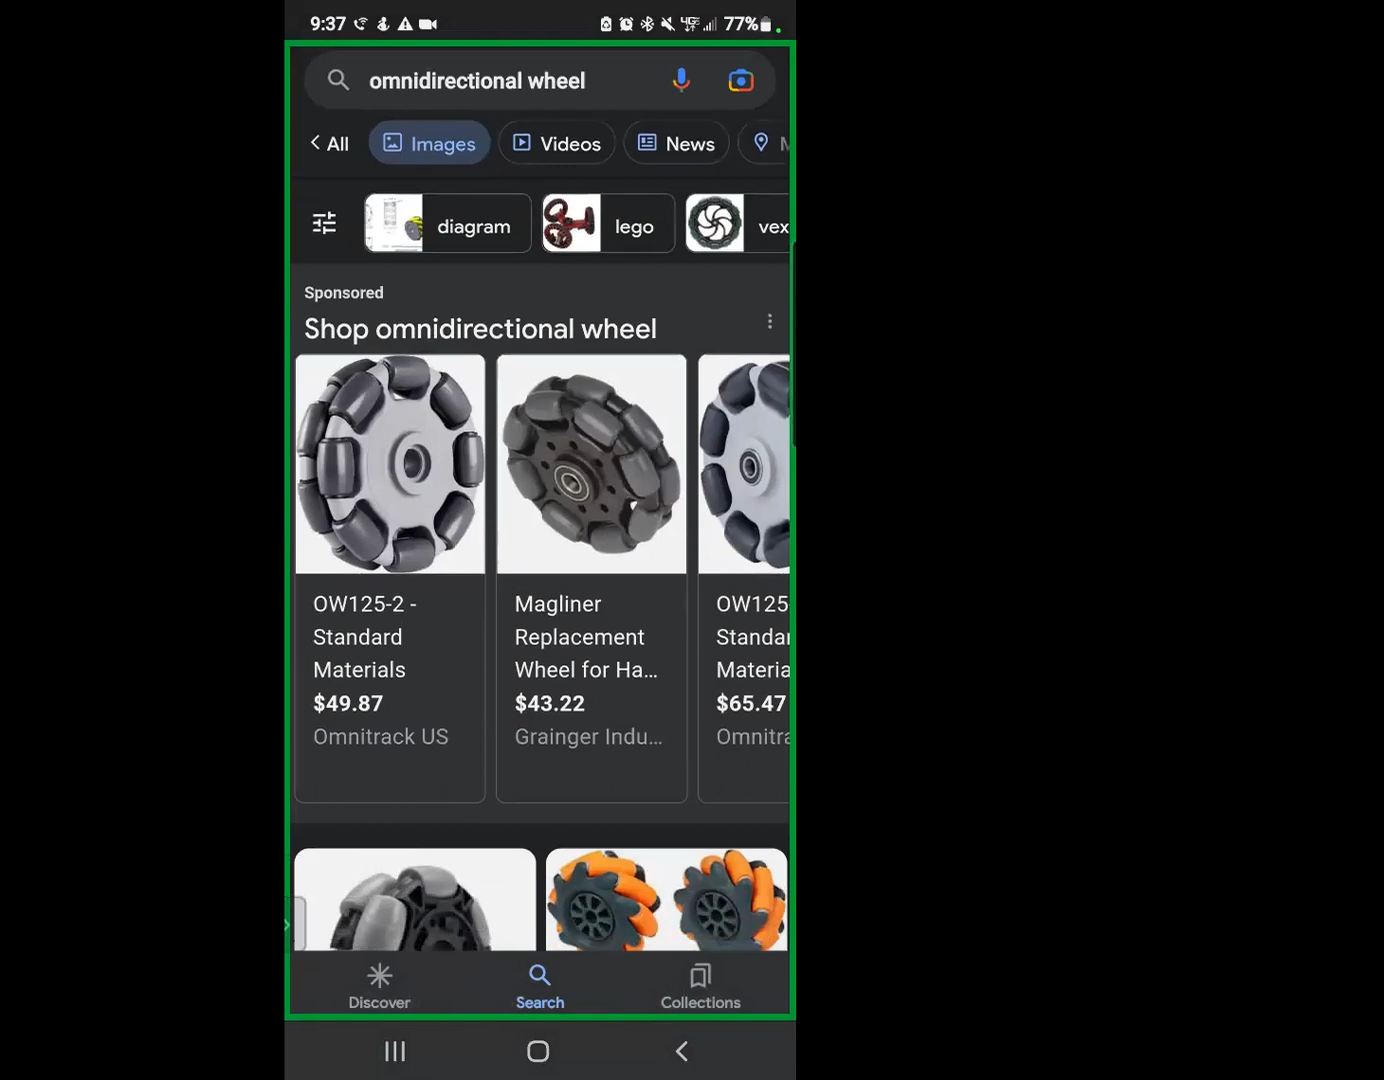 9:37
77%
omnidirectional wheel
All Images Videos News M
diagram lego vex
Sponsored
Shop omnidirectional wheel
OW125-2 -
Standard
Materials
$49.87
Omnitrack US
Magliner
Replacement
Wheel for Ha...
$43.22
Grainger Indu...
OW125-
Standar
Materia
$65.47
Omnitra
Discover Search Collections